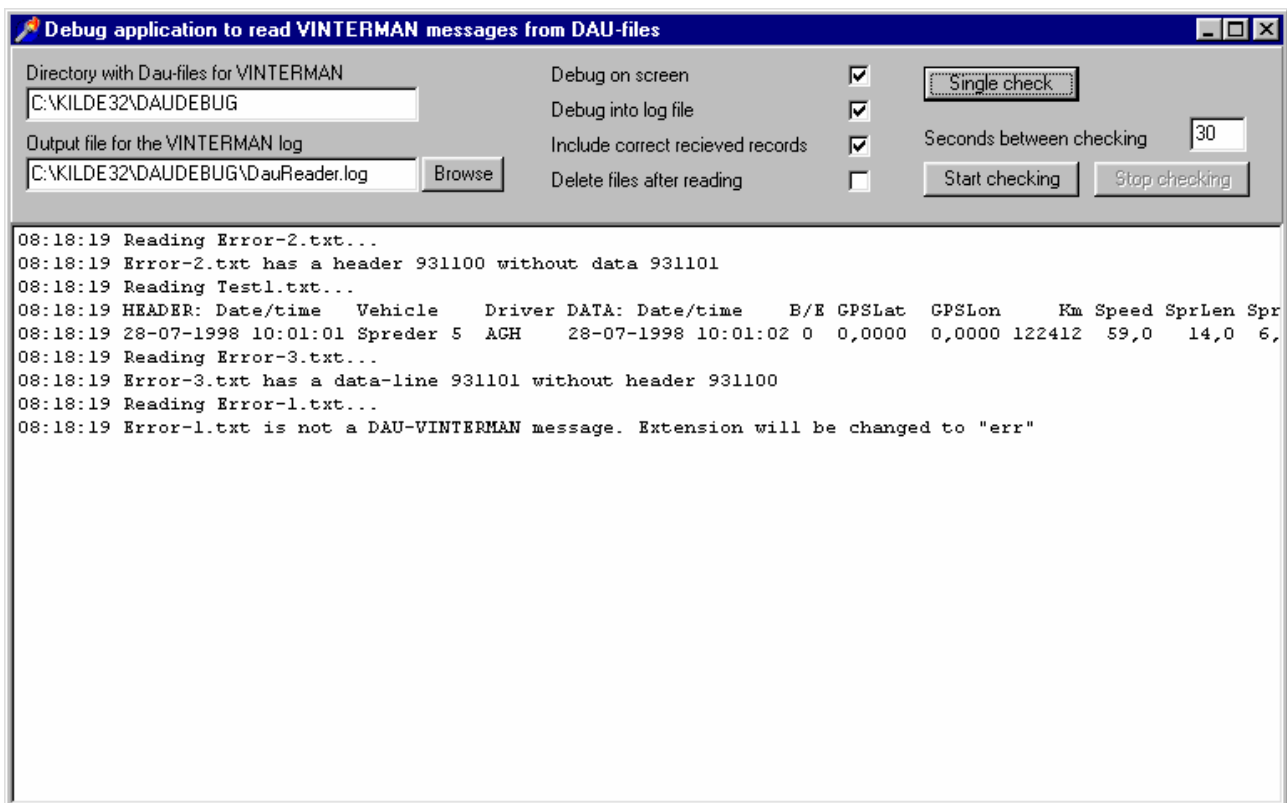 Debug application to read VINTERMAN messages from DAU-files
Directory with Dau-files for VINTERMAN
C:\KILDE32\DAUDEBUG
Output file for the VINTERMAN log
C:\KILDE32\DAUDEBUG\DauReader.log
Browse
Debug on screen
Debug into log file
Include correct recieved records
Delete files after reading
Single check
Seconds between checking 30
Start checking Stop checking
08:18:19 Reading Error-2.txt...
08:18:19 Error-2.txt has a header 931100 without data 931101
08:18:19 Reading Test1.txt...
08:18:19 HEADER: Date/time Vehicle Driver DATA: Date/time B/E GPSLat GPSLon Km Speed SprLen Spr
08:18:19 28-07-1998 10:01:01 Spreder 5 AGH 28-07-1998 10:01:02 0 0,0000 0,0000 122412 59,0 14,0 6,
08:18:19 Reading Error-3.txt...
08:18:19 Error-3.txt has a data-line 931101 without header 931100
08:18:19 Reading Error-1.txt...
08:18:19 Error-1.txt is not a DAU-VINTERMAN message. Extension will be changed to "err"